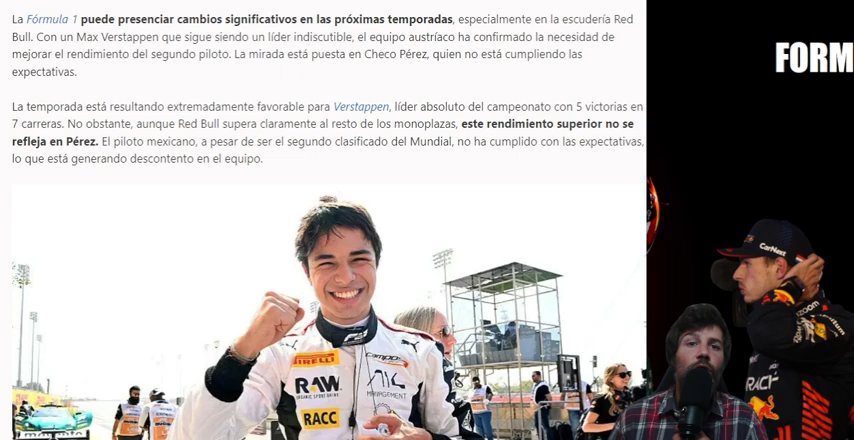 La Fórmula 1 puede presenciar cambios significativos en las próximas temporadas, especialmente en la escudería Red
Bull. Con un Max Verstappen que sigue siendo un líder indiscutible, el equipo austríaco ha confirmado la necesidad de
mejorar el rendimiento del segundo piloto. La mirada está puesta en Checo Pérez, quien no está cumpliendo las
expectativas.
La temporada está resultando extremadamente favorable para Verstappen, líder absoluto del campeonato con 5 victorias en
7 carreras. No obstante, aunque Red Bull supera claramente al resto de los monoplazas, este rendimiento superior no se
refleja en Pérez. El piloto mexicano, a pesar de ser el segundo clasificado del Mundial, no ha cumplido con las expectativas,
lo que está generando descontento en el equipo.
FORM
CarNext
PIRELLI
campos
RAW
MANAGEMENT
RACC
zoom